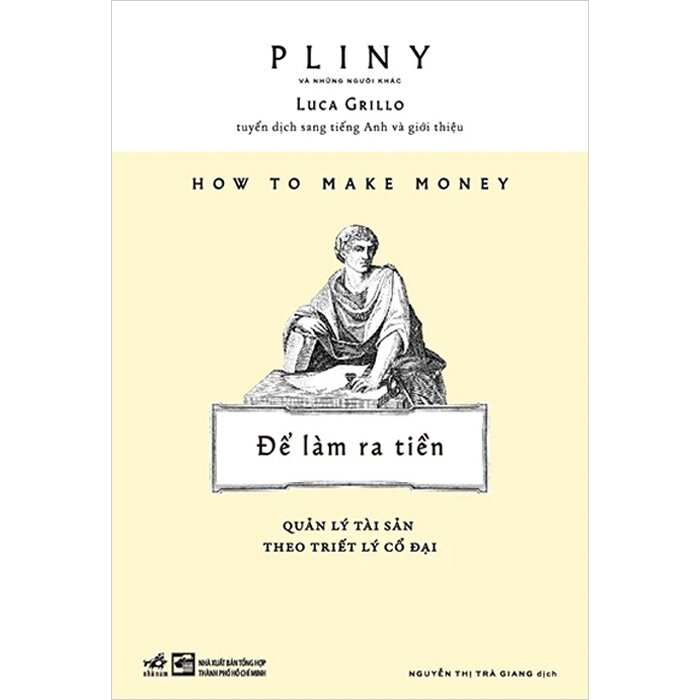 PLINY
VÀ NHỮNG NGƯỜI KHÁC
LUCA GRILLO
tuyển dịch sang tiếng Anh và giới thiệu
HOW TO MAKE MONEY
Để làm ra tiền
QUẢN LÝ TÀI SẢN
THEO TRIẾT LÝ CỔ ĐẠI
nhã nam
NHÀ XUẤT BẢN TỔNG HỢP
THÀNH PHỐ HỒ CHÍ MINH
NGUYỄN THỊ TRÀ GIANG dịch